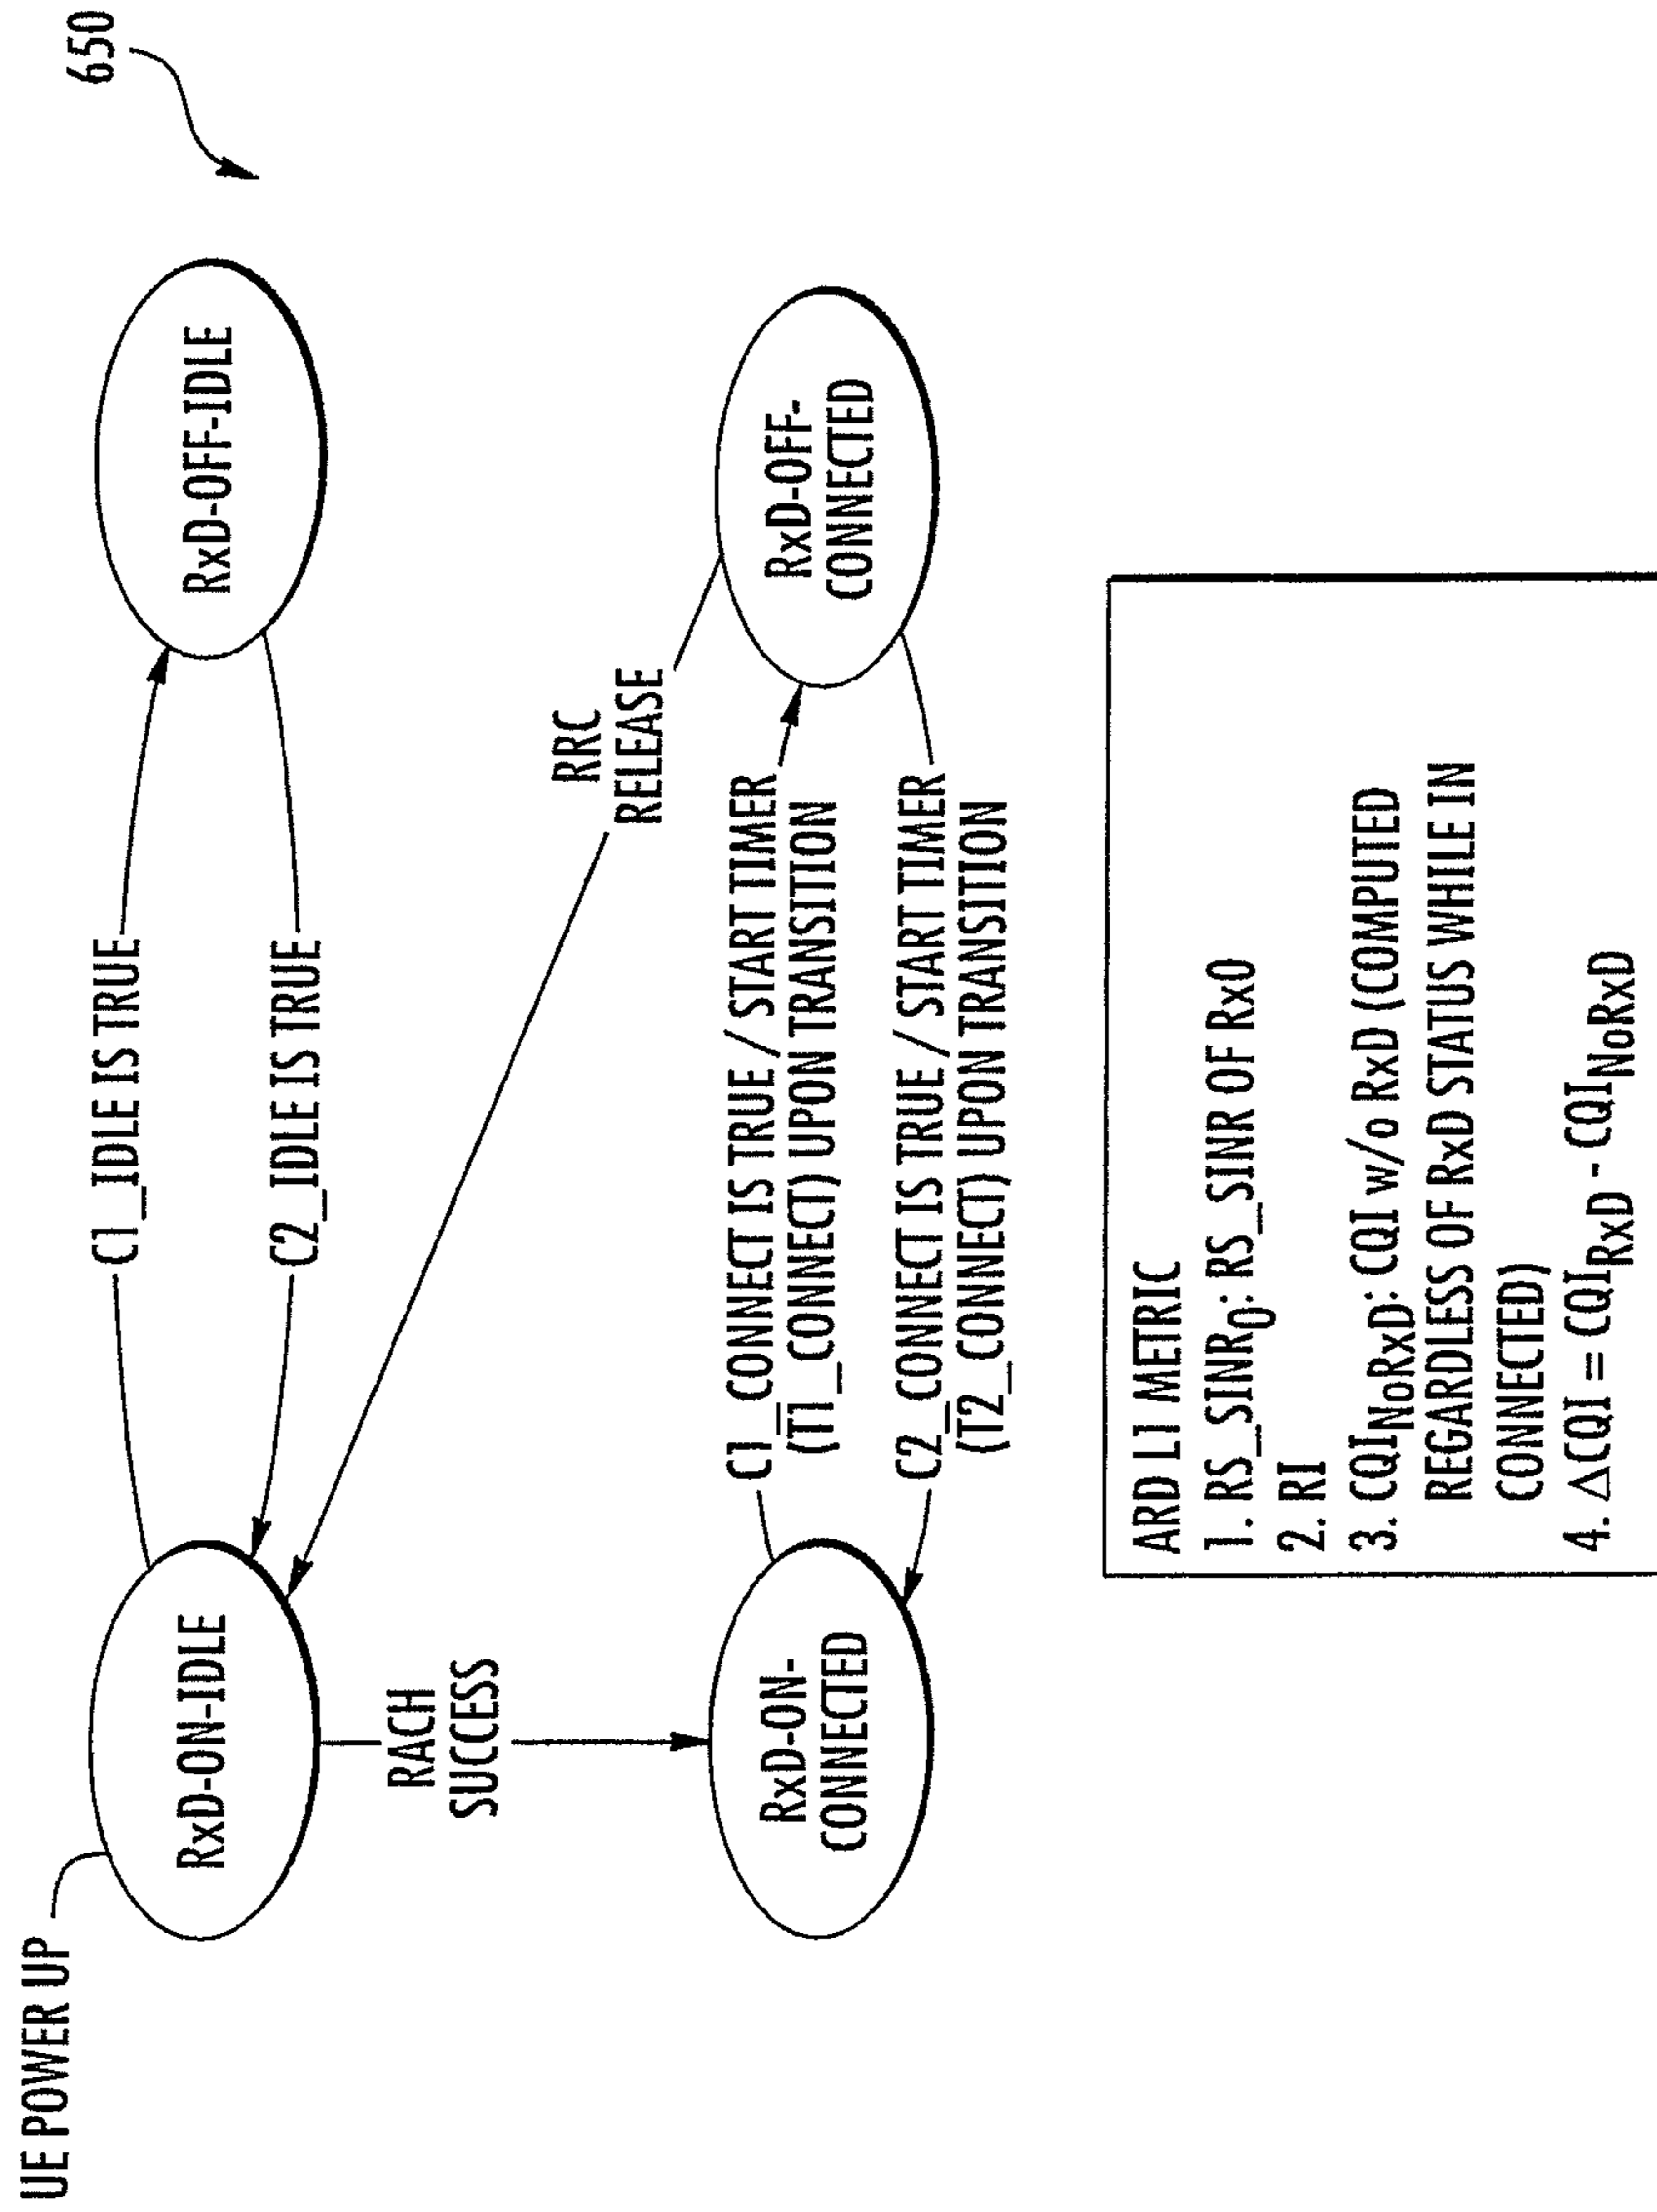 UE POWER UP
650
RxD-ON-IDLE
C1_IDLE IS TRUE
C2_IDLE IS TRUE
RxD-OFF-IDLE
RACH
SUCCESS
RRC
RELEASE
RxD-ON-
CONNECTED
C1_CONNECT IS TRUE / START TIMER
(T1_CONNECT) UPON TRANSITION
C2_CONNECT IS TRUE / START TIMER
(T2_CONNECT) UPON TRANSITION
RxD-OFF-
CONNECTED
ARD L1 METRIC
1. RS_SINR0: RS_SINR OF Rx0
2. RI
3. CQINoRxD: CQI w/o RxD (COMPUTED
REGARDLESS OF RxD STATUS WHILE IN
CONNECTED)
4. △CQI = CQIRxD - CQINoRxD